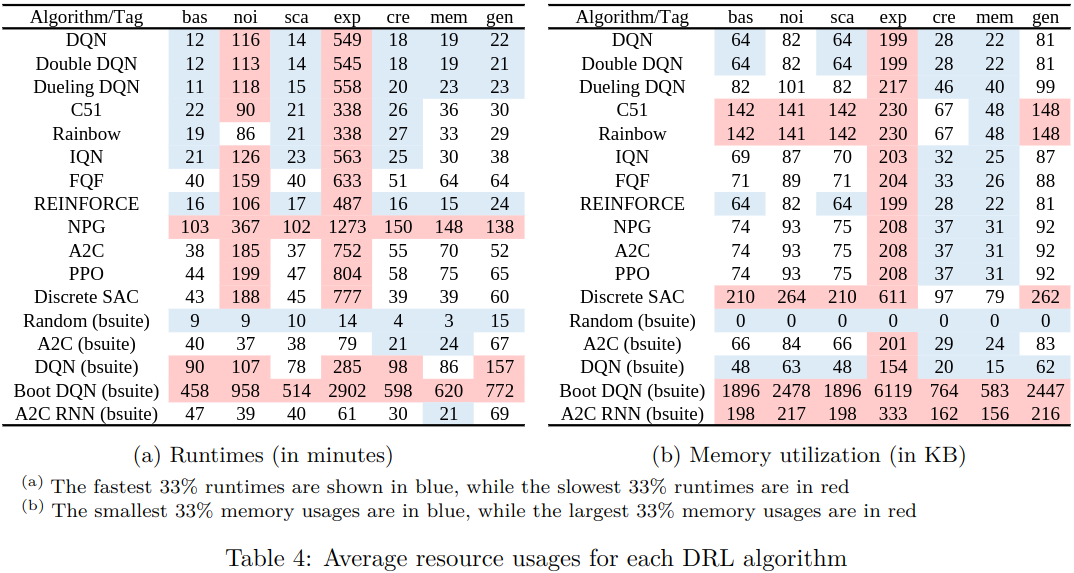 Algorithm/Tag bas noi sca exp cre mem gen
DQN 12 116 14 549 18 19 22
Double DQN 12 113 14 545 18 19 21
Dueling DQN 11 118 15 558 20 23 23
C51 22 90 21 338 26 36 30
Rainbow 19 86 21 338 27 33 29
IQN 21 126 23 563 25 30 38
FQF 40 159 40 633 51 64 64
REINFORCE 16 106 17 487 16 15 24
NPG 103 367 102 1273 150 148 138
A2C 38 185 37 752 55 70 52
PPO 44 199 47 804 58 75 65
Discrete SAC 43 188 45 777 39 39 60
Random (bsuite) 9 9 10 14 4 3 15
A2C (bsuite) 40 37 38 79 21 24 67
DQN (bsuite) 90 107 78 285 98 86 157
Boot DQN (bsuite) 458 958 514 2902 598 620 772
A2C RNN (bsuite) 47 39 40 61 30 21 69
(a) Runtimes (in minutes)
Algorithm/Tag bas noi sca exp cre mem gen
DQN 64 82 64 199 28 22 81
Double DQN 64 82 64 199 28 22 81
Dueling DQN 82 101 82 217 46 40 99
C51 142 141 142 230 67 48 148
Rainbow 142 141 142 230 67 48 148
IQN 69 87 70 203 32 25 87
FQF 71 89 71 204 33 26 88
REINFORCE 64 82 64 199 28 22 81
NPG 74 93 75 208 37 31 92
A2C 74 93 75 208 37 31 92
PPO 74 93 75 208 37 31 92
Discrete SAC 210 264 210 611 97 79 262
Random (bsuite) 0 0 0 0 0 0 0
A2C (bsuite) 66 84 66 201 29 24 83
DQN (bsuite) 48 63 48 154 20 15 62
Boot DQN (bsuite) 1896 2478 1896 6119 764 583 2447
A2C RNN (bsuite) 198 217 198 333 162 156 216
(b) Memory utilization (in KB)
(a) The fastest 33% runtimes are shown in blue, while the slowest 33% runtimes are in red
(b) The smallest 33% memory usages are in blue, while the largest 33% memory usages are in red
Table 4: Average resource usages for each DRL algorithm